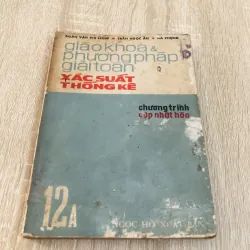 giáo khoa &
phương pháp
giải toán
XÁC SUẤT
THỐNG KÊ
chương trình
cập nhật hóa
12A